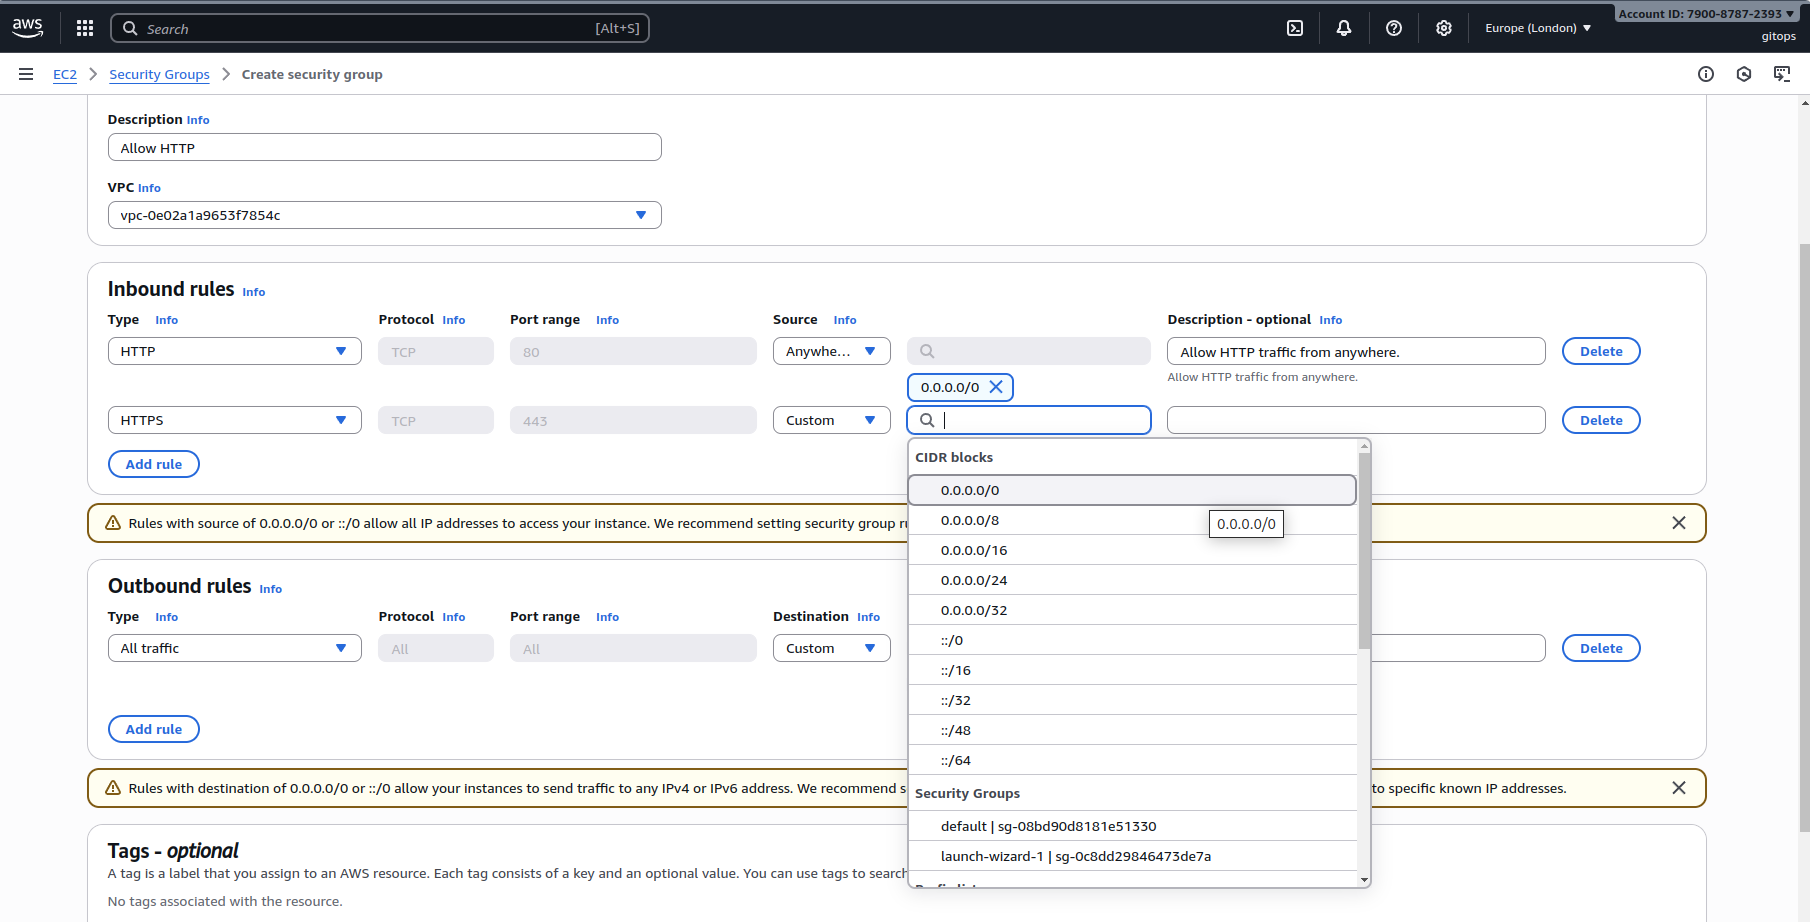 aws
Search [Alt+S]
Europe (London)
Account ID: 7900-8787-2393
gitops
EC2 Security Groups Create security group
Description Info
Allow HTTP
VPC Info
vpc-0e02a1a9653f7854c
Inbound rules Info
Type Info Protocol Info Port range Info Source Info Description - optional Info
HTTP TCP 80 Anywhe... Allow HTTP traffic from anywhere. Delete
Allow HTTP traffic from anywhere.
0.0.0.0/0
HTTPS TCP 443 Custom Delete
Add rule
CIDR blocks
0.0.0.0/0
0.0.0.0/8
0.0.0.0/0
0.0.0.0/16
0.0.0.0/24
0.0.0.0/32
::/0
::/16
::/32
::/48
::/64
Security Groups
default | sg-08bd90d8181e51330
launch-wizard-1 | sg-0c8dd29846473de7a
Rules with source of 0.0.0.0/0 or ::/0 allow all IP addresses to access your instance. We recommend setting security group
Outbound rules Info
Type Info Protocol Info Port range Info Destination Info
All traffic All All Custom Delete
Add rule
Rules with destination of 0.0.0.0/0 or ::/0 allow your instances to send traffic to any IPv4 or IPv6 address. We recommend to specific known IP addresses.
Tags - optional
A tag is a label that you assign to an AWS resource. Each tag consists of a key and an optional value. You can use tags to search
No tags associated with the resource.